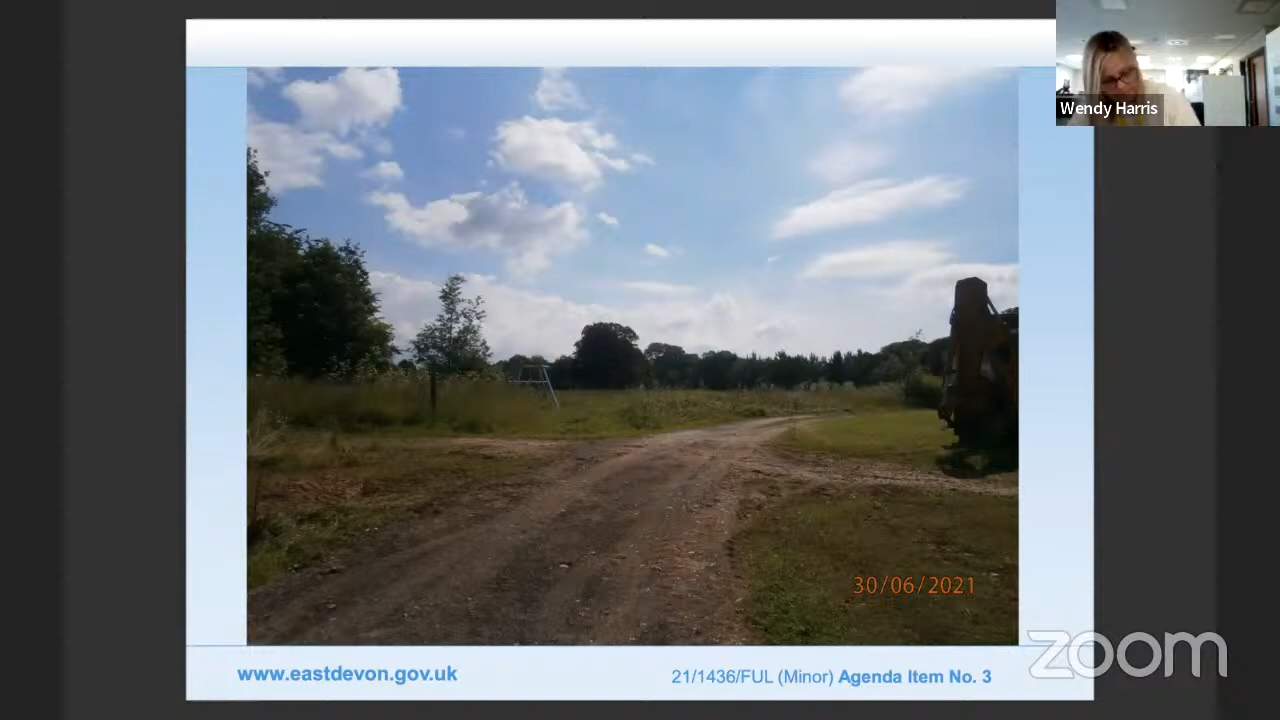 Wendy Harris
30/06/2021
www.eastdevon.gov.uk
21/1436/FUL (Minor) Agenda Item No. 3
zoom